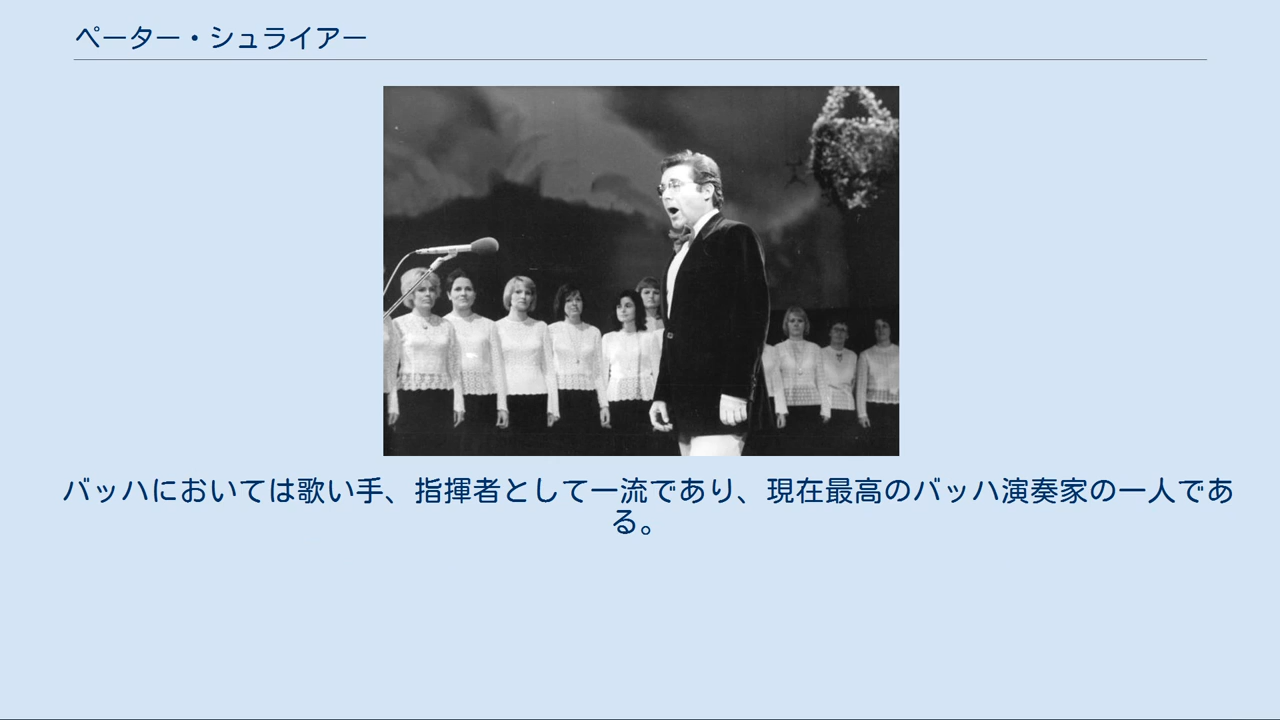 ペーター・シュライアー
バッハにおいては歌い手、指揮者として一流であり、現在最高のバッハ演奏家の一人であ
る。